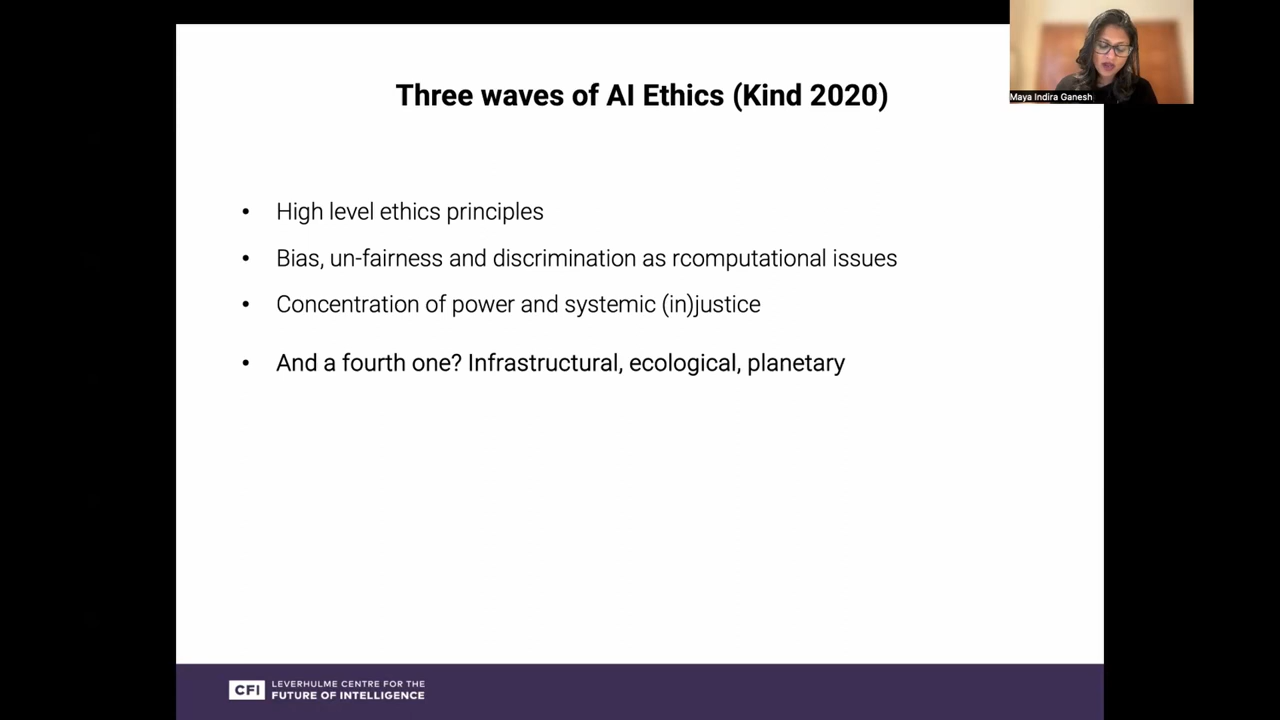 Three waves of AI Ethics (Kind 2020)
Maya Indira Ganesh
• High level ethics principles
• Bias, un-fairness and discrimination as rcomputational issues
• Concentration of power and systemic (in)justice
• And a fourth one? Infrastructural, ecological, planetary
CFI
LEVERHULME CENTRE FOR THE
FUTURE OF INTELLIGENCE